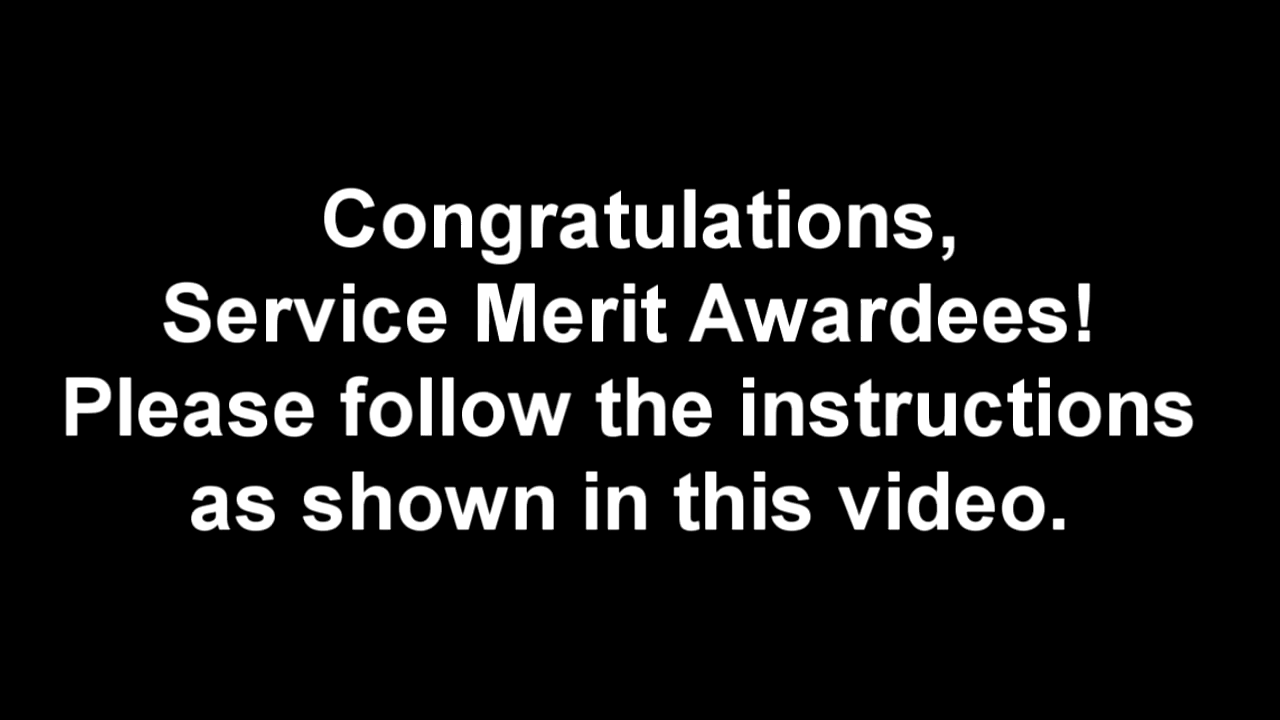 Congratulations,
Service Merit Awardees!
Please follow the instructions
as shown in this video.